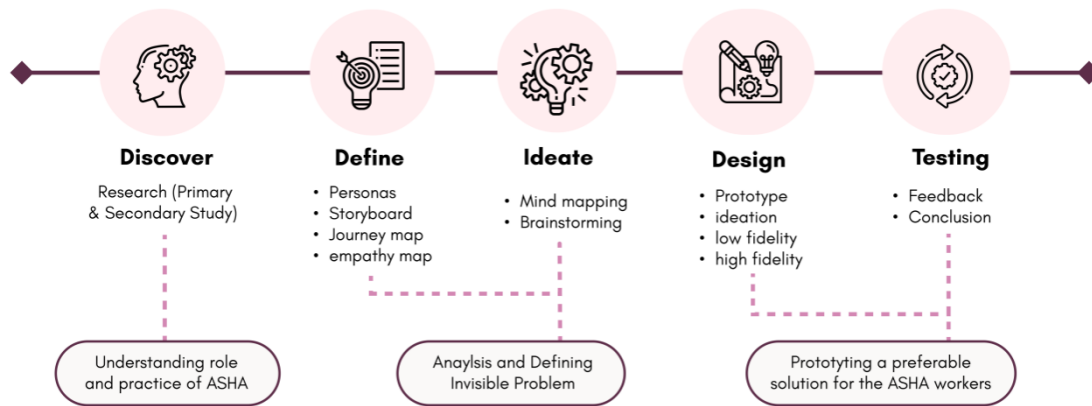 Discover
Research (Primary
& Secondary Study)
Define
• Personas
• Storyboard
• Journey map
• empathy map
Ideate
• Mind mapping
• Brainstorming
Design
• Prototype
• ideation
• low fidelity
• high fidelity
Testing
• Feedback
• Conclusion
Understanding role
and practice of ASHA
Anaylsis and Defining
Invisible Problem
Prototyting a preferable
solution for the ASHA workers